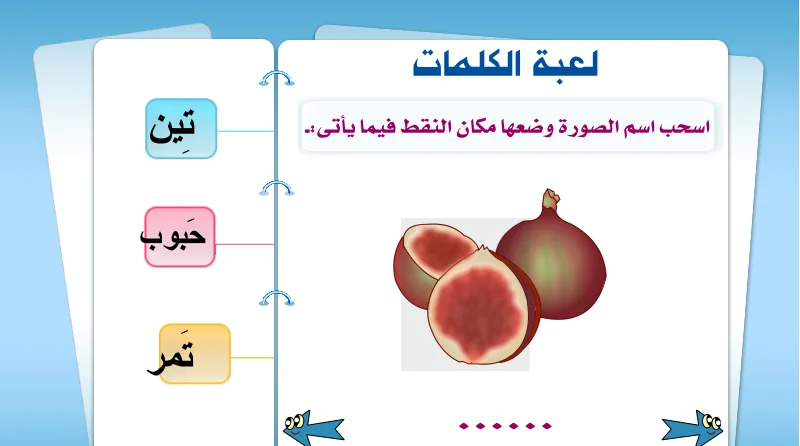 لعبة الكلمات
اسحب اسم الصورة وضعها مكان النقط فيما يأتى :ـ
تِين
حَبوب
تَمر